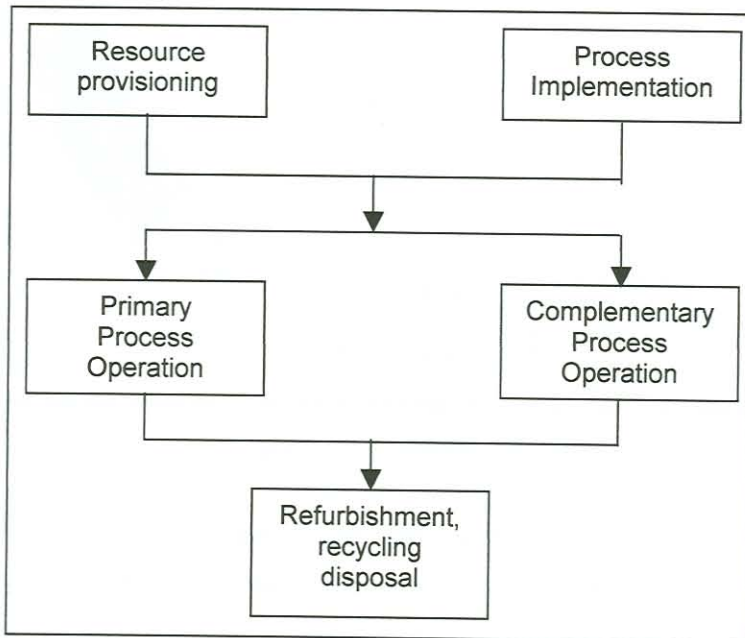 Resource
provisioning
Process
Implementation
Primary
Process
Operation
Complementary
Process
Operation
Refurbishment,
recycling
disposal